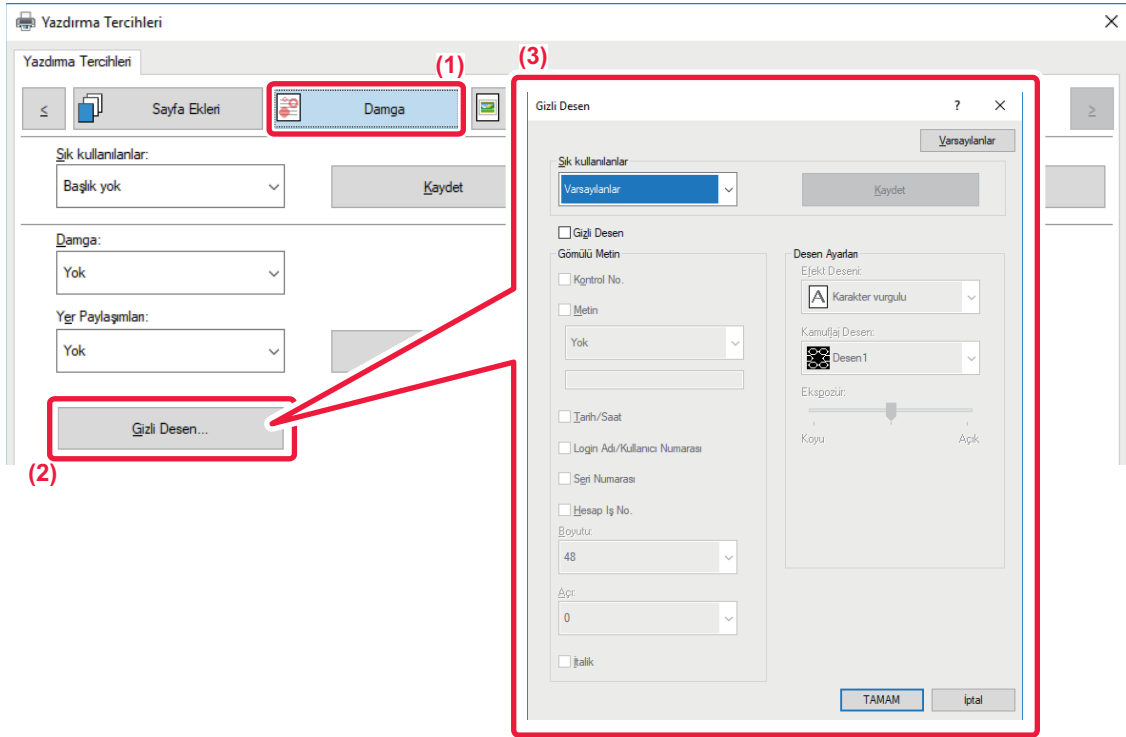 Yazdırma Tercihleri
Yazdırma Tercihleri
(1)
(3)
≤
Sayfa Ekleri
Damga
≥
Sık kullanılanlar:
Başlık yok
Kaydet
Damga:
Yok
Yer Paylaşımları:
Yok
Gizli Desen...
(2)
Gizli Desen
?
Varsayılanlar
Sık kullanılanlar
Varsayılanlar
Kaydet
Gizli Desen
Gömülü Metin
Kontrol No.
Metin
Yok
Tarih/Saat
Login Adı/Kullanıcı Numarası
Seri Numarası
Hesap Iş No.
Boyutu:
48
Açı:
0
İtalik
Desen Ayarları
Efekt Deseni:
A
Karakter vurgulu
Kamuflaj Desen:
Desen1
Ekspozür:
Koyu
Açık
TAMAM
İptal